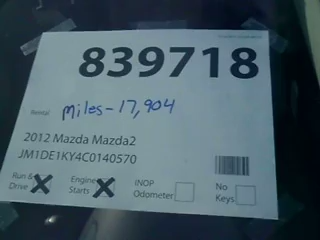 839718
Rental
miles-17,904
2012 Mazda Mazda2
JM1DE1KY4C0140570
Run & Drive X
Engine Starts X
INOP Odometer
No Keys